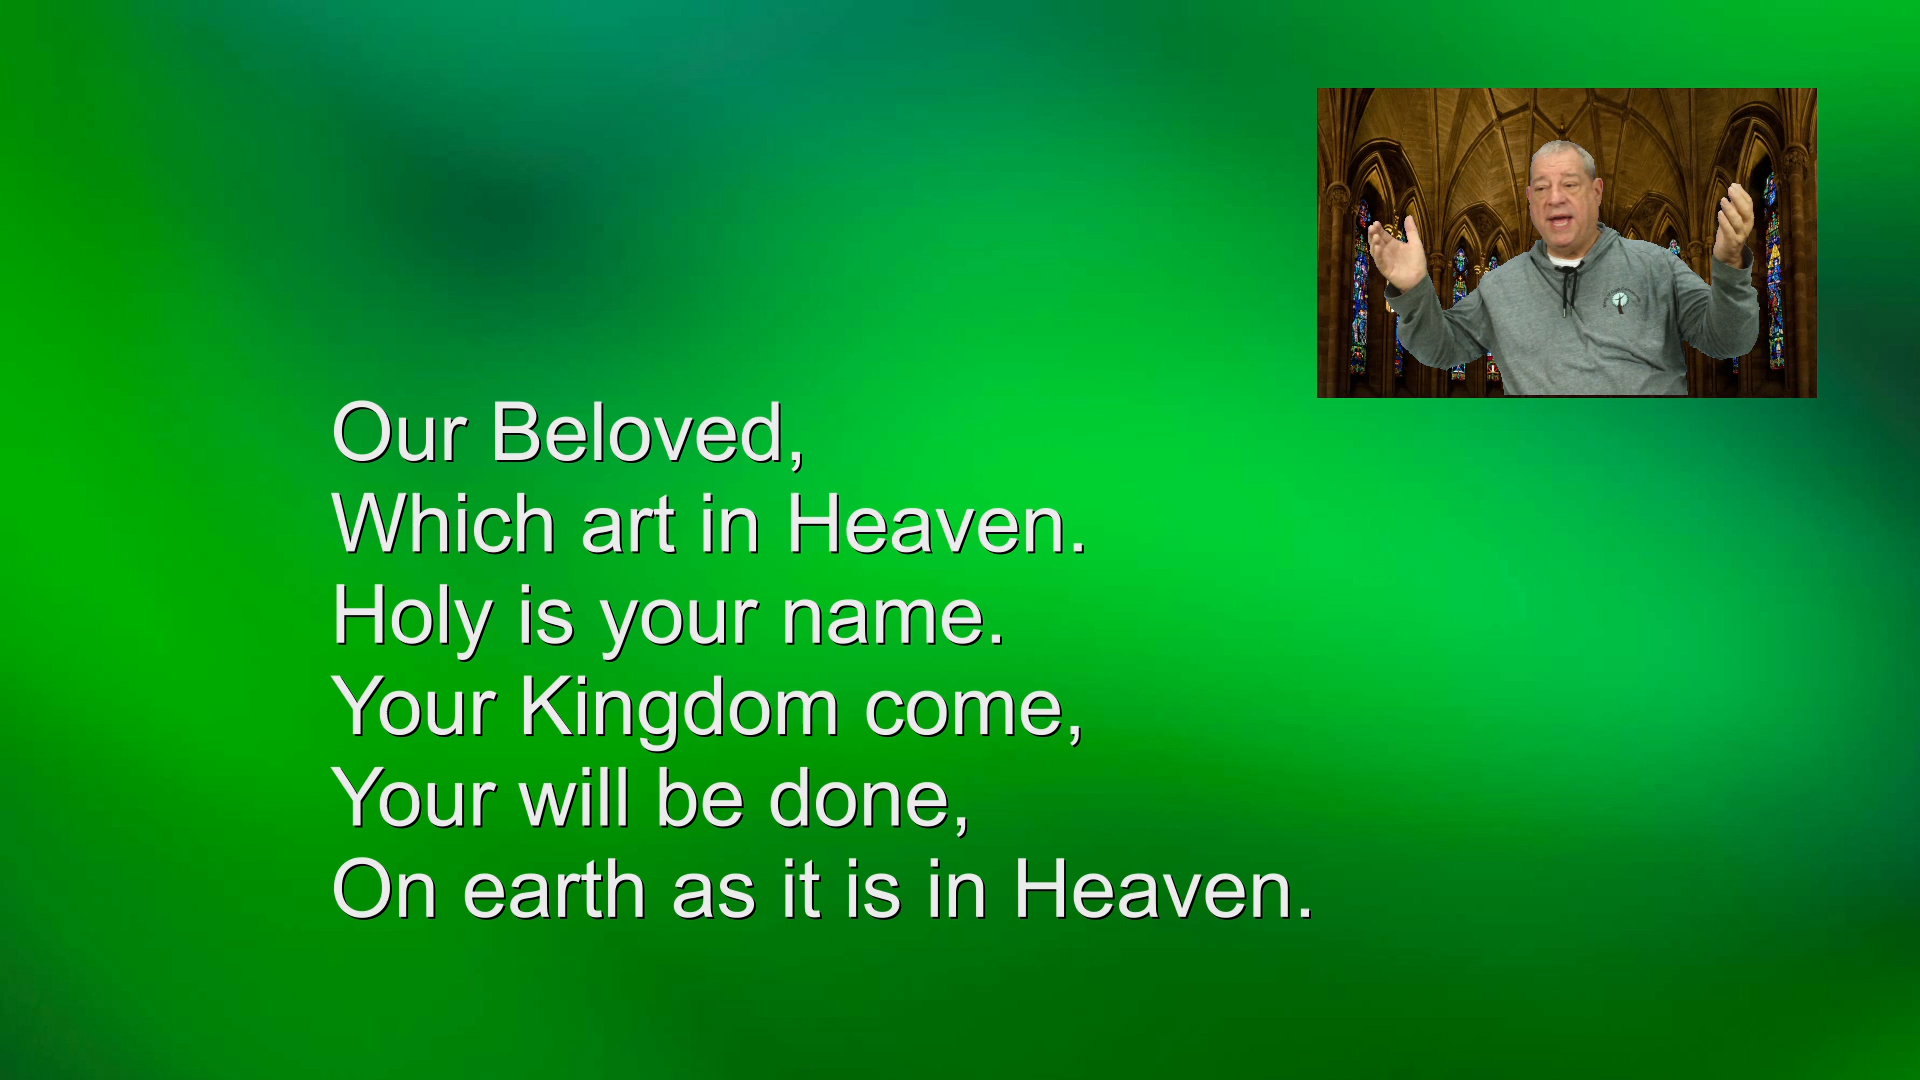 Our Beloved,
Which art in Heaven.
Holy is your name.
Your Kingdom come,
Your will be done,
On earth as it is in Heaven.